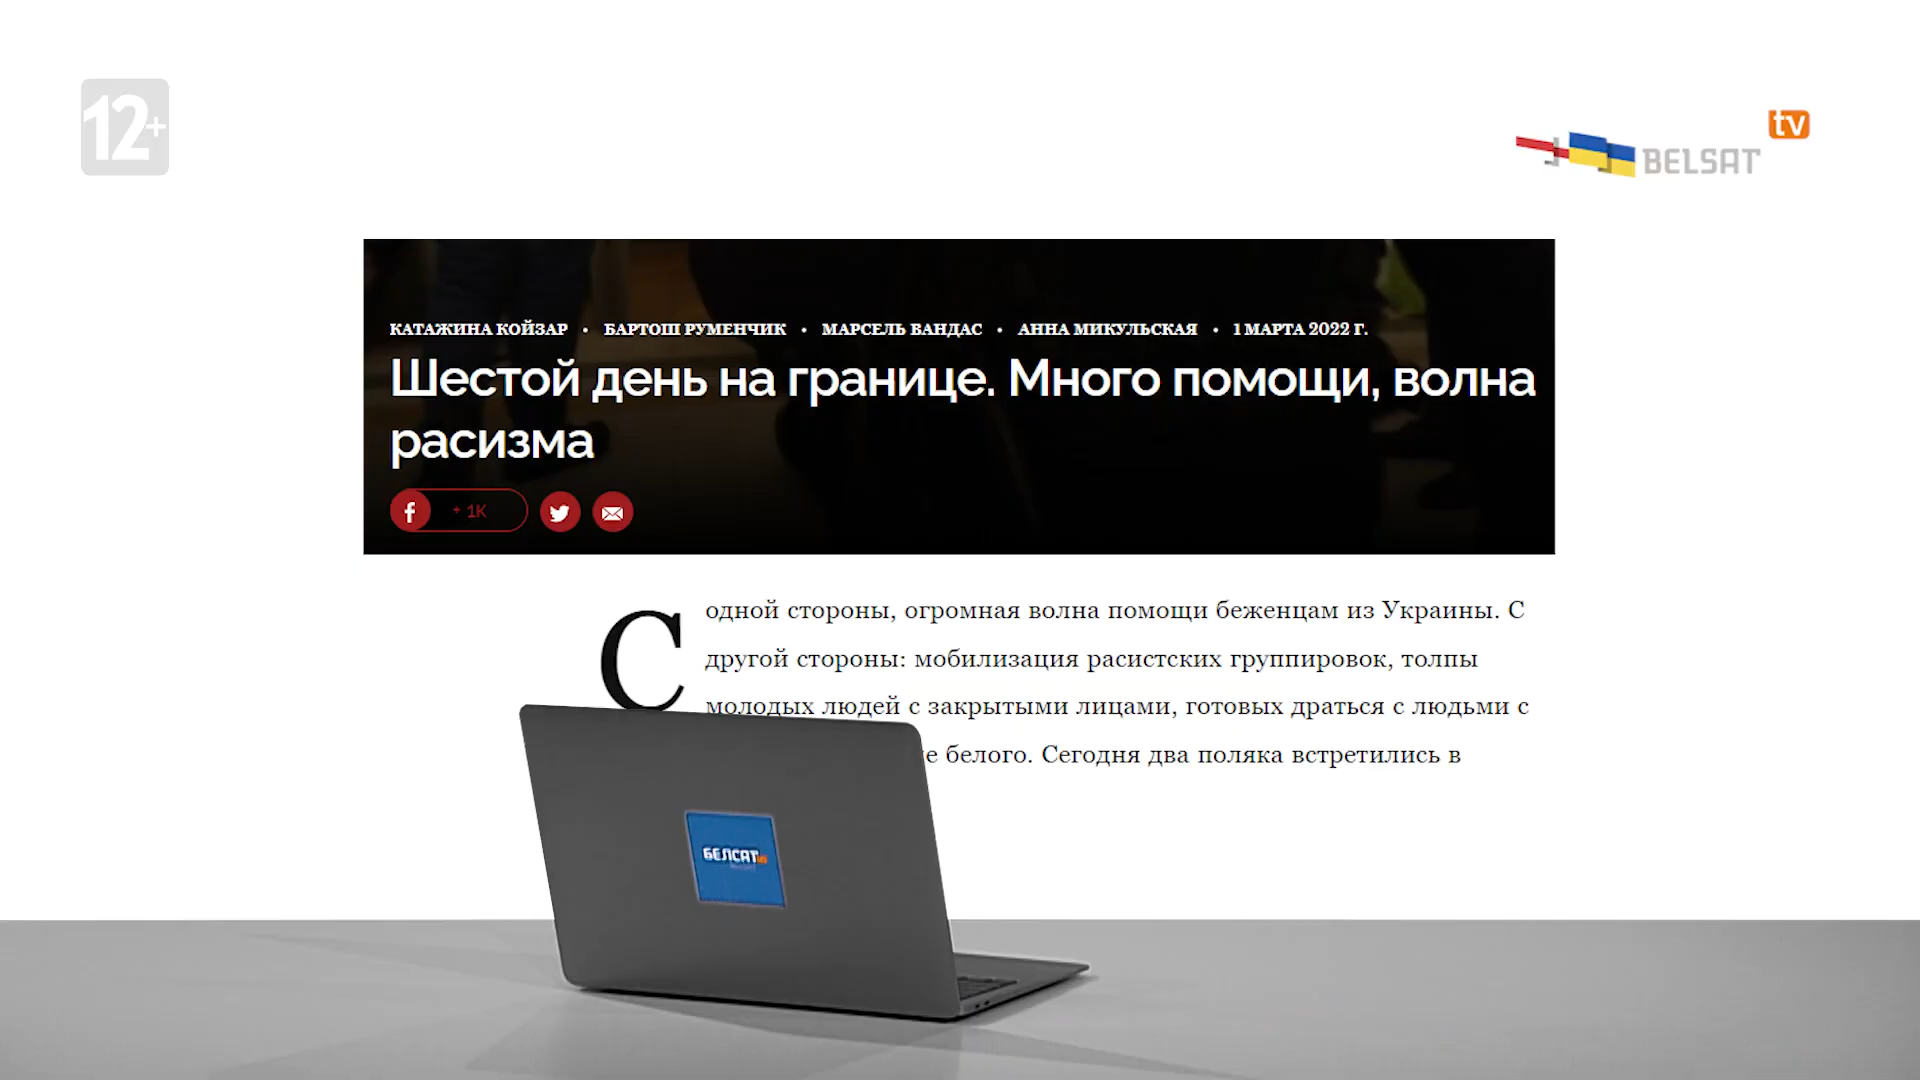 12+
tv
BELSAT
КАТАЖИНА КОЙЗАР • БАРТОШ РУМЕНЧИК • МАРСЕЛЬ ВАНДАС • АННА МИКУЛЬСКАЯ • 1 МАРТА 2022 Г.
Шестой день на границе. Много помощи, волна
расизма
f + 1K
С
одной стороны, огромная волна помощи беженцам из Украины. С
другой стороны: мобилизация расистских группировок, толпы
молодых людей с закрытыми лицами, готовых драться с людьми с
белого. Сегодня два поляка встретились в
БЕЛСАТ